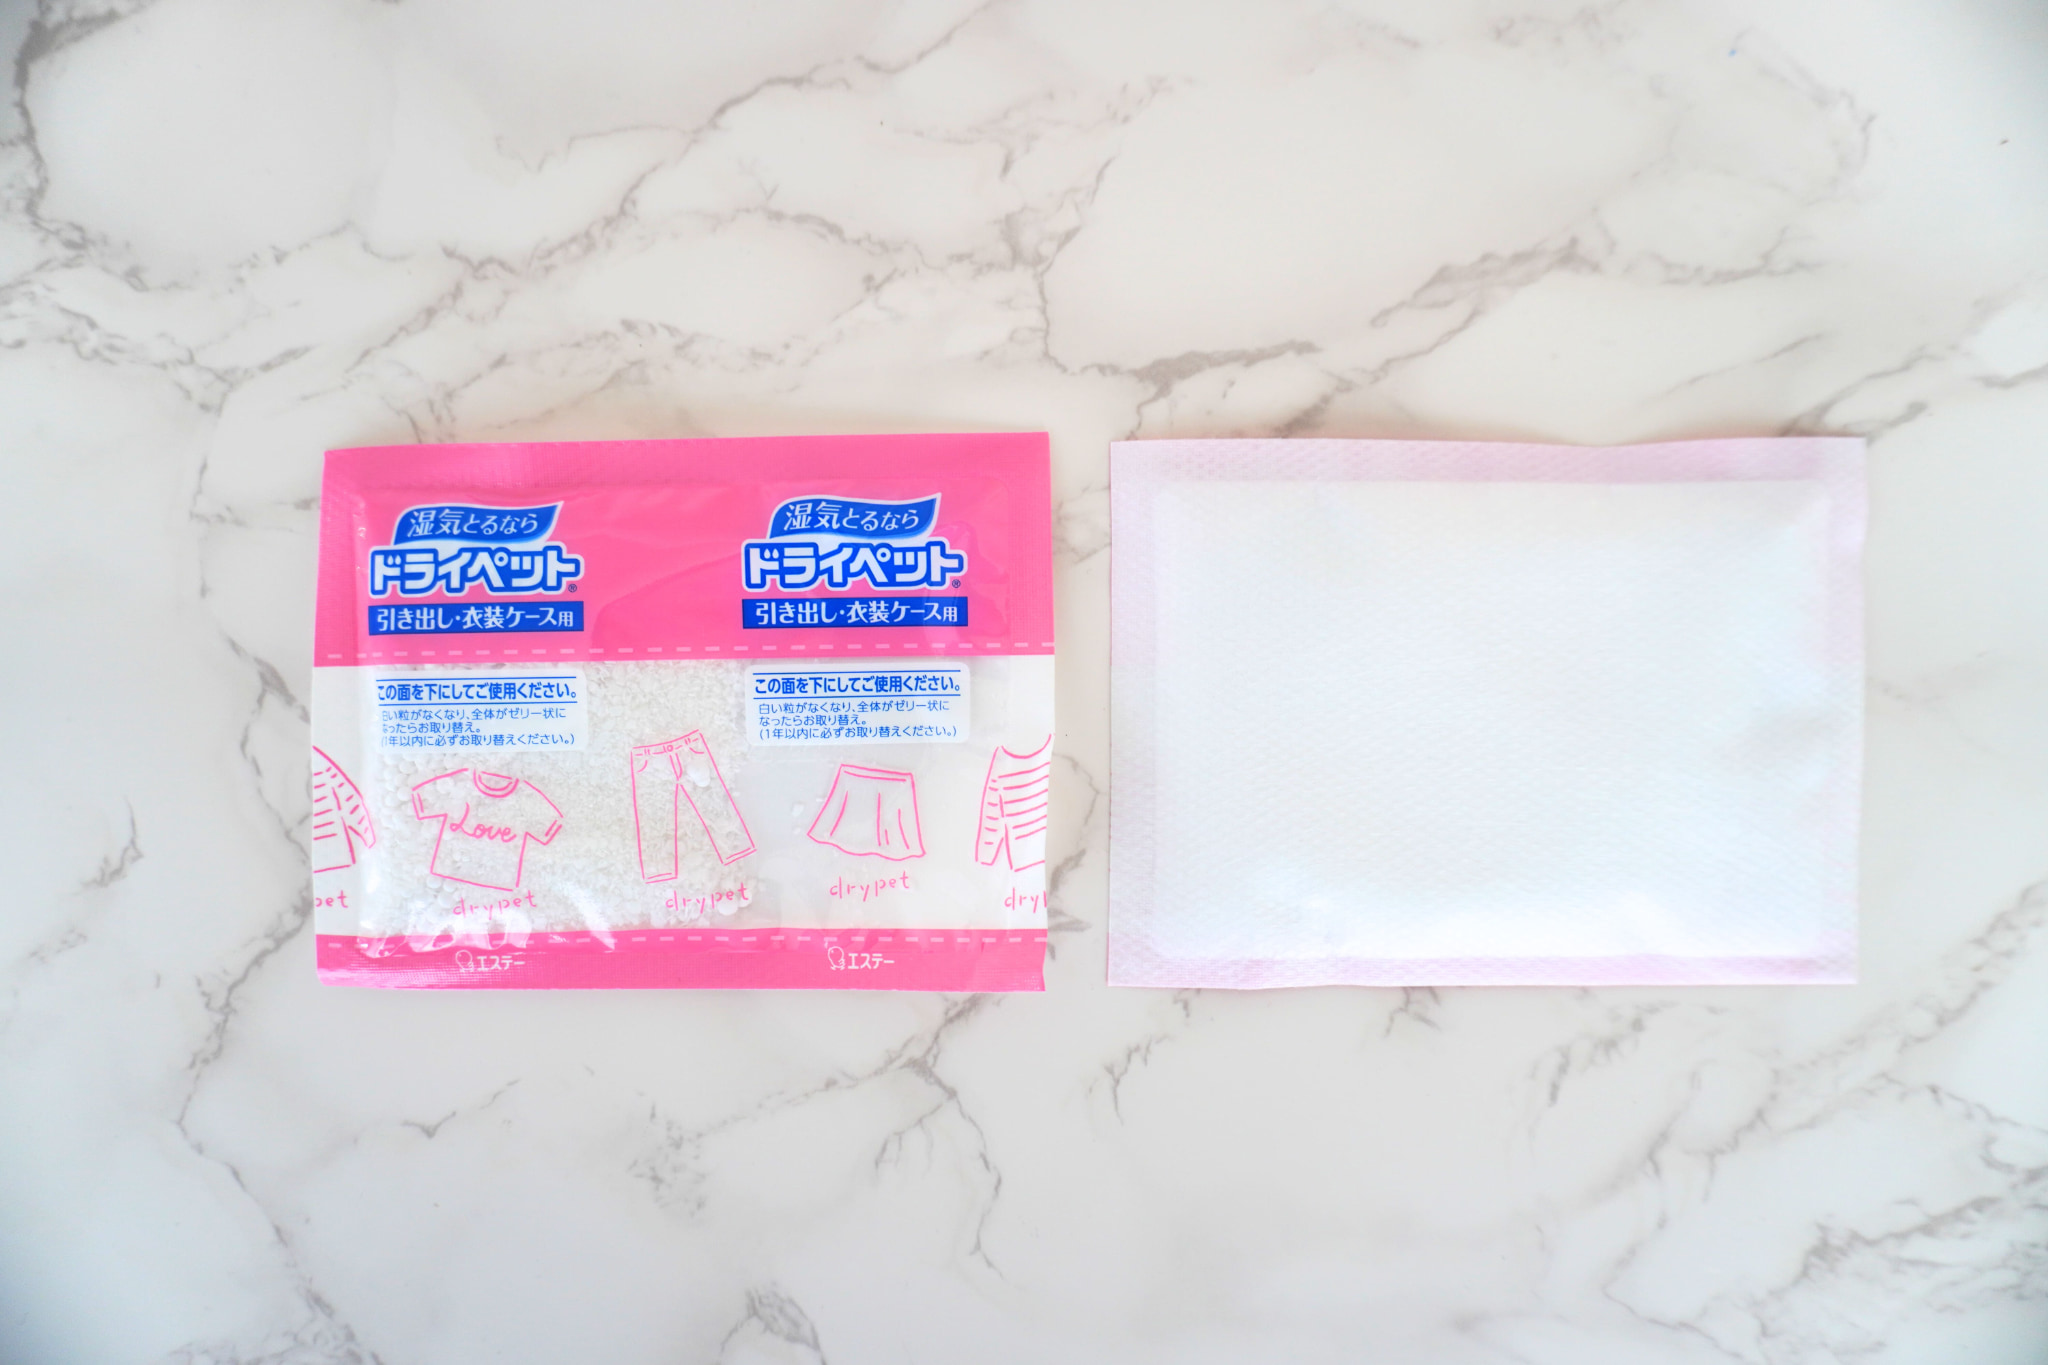 湿気とるなら
ドライペット®
引き出し・衣装ケース用
この面を下にしてご使用ください。
白い粒がなくなり、全体がゼリー状に
なったらお取り替え。
(1年以内に必ずお取り替えください。)
湿気とるなら
ドライペット®
引き出し・衣装ケース用
この面を下にしてご使用ください。
白い粒がなくなり、全体がゼリー状に
なったらお取り替え。
(1年以内に必ずお取り替えください。)
Love
pet
drypet
drypet
drypet
dry
エステー
エステー